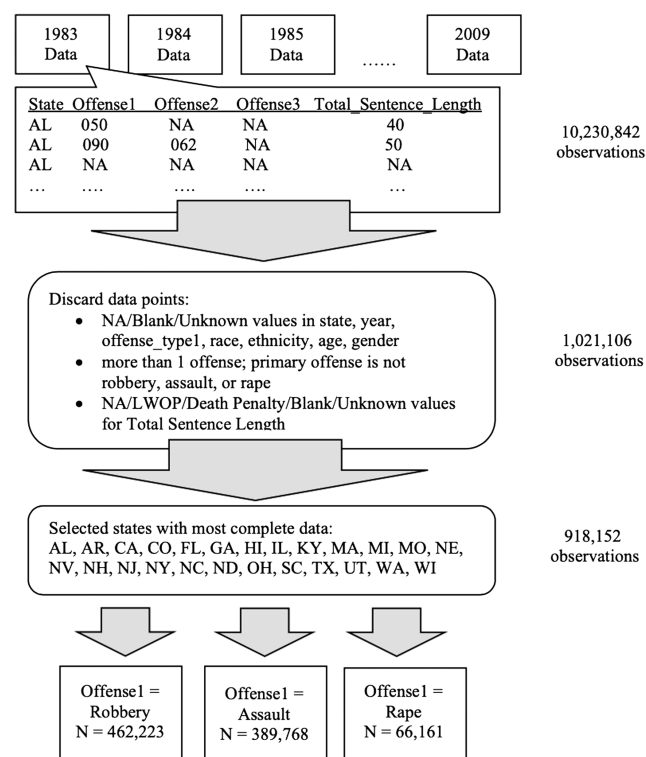 1983
Data
1984
Data
1985
Data
......
2009
Data
State Offense1 Offense2 Offense3 Total_Sentence_Length
AL 050 NA NA 40
AL 090 062 NA 50
AL NA NA NA NA
... .... .... .... ...
10,230,842
observations
Discard data points:
• NA/Blank/Unknown values in state, year,
offense_type1, race, ethnicity, age, gender
• more than 1 offense; primary offense is not
robbery, assault, or rape
• NA/LWOP/Death Penalty/Blank/Unknown values
for Total Sentence Length
1,021,106
observations
Selected states with most complete data:
AL, AR, CA, CO, FL, GA, HI, IL, KY, MA, MI, MO, NE,
NV, NH, NJ, NY, NC, ND, OH, SC, TX, UT, WA, WI
918,152
observations
Offense1 =
Robbery
N = 462,223
Offense1 =
Assault
N = 389,768
Offense1 =
Rape
N = 66,161